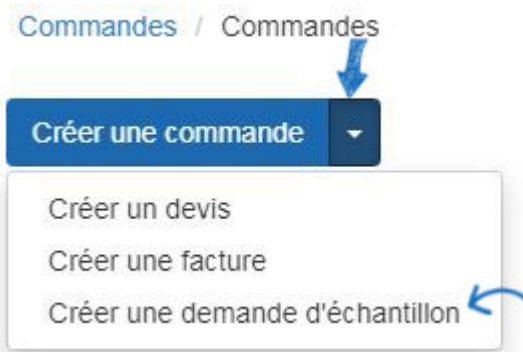 Commandes / Commandes
Créer une commande
Créer un devis
Créer une facture
Créer une demande d'échantillon